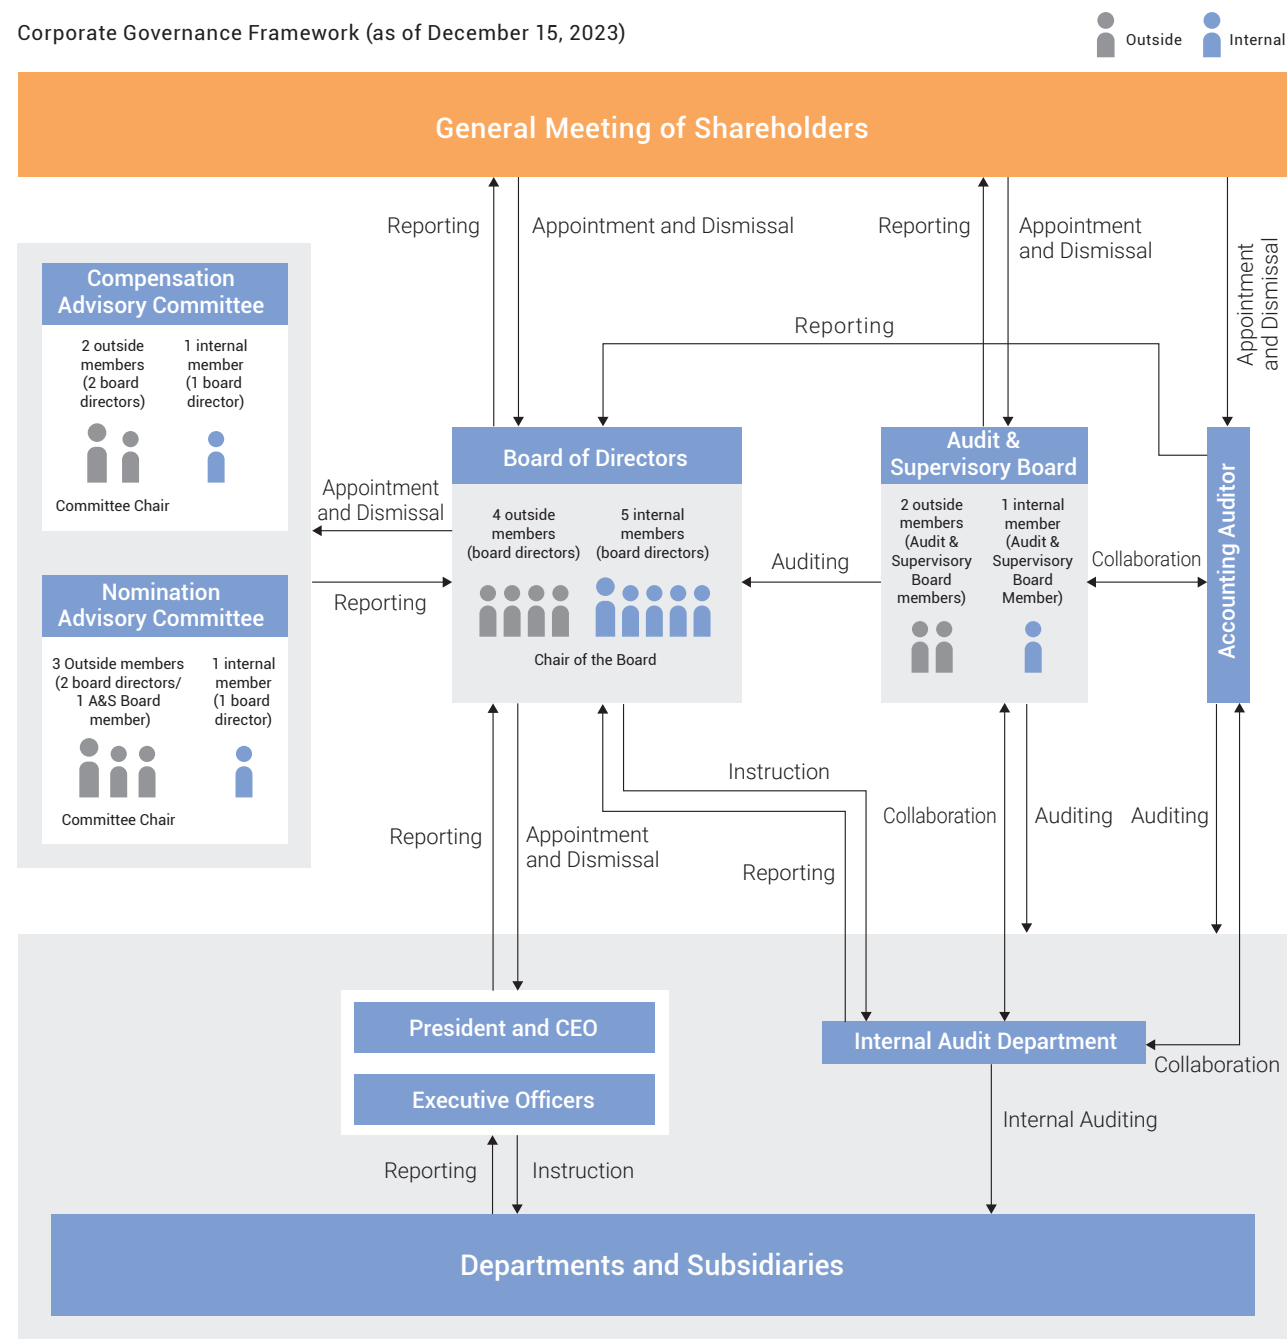 Corporate Governance Framework (as of December 15, 2023)
Outside
Internal
General Meeting of Shareholders
Reporting
Appointment and Dismissal
Reporting
Appointment
and Dismissal
Appointment
and Dismissal
Compensation
Advisory Committee
2 outside
members
(2 board
directors)
1 internal
member
(1 board
director)
Committee Chair
Nomination
Advisory Committee
3 Outside members
(2 board directors/
1 A&S Board
member)
1 internal
member
(1 board
director)
Committee Chair
Reporting
Appointment
and Dismissal
Reporting
Board of Directors
4 outside
members
(board directors)
5 internal
members
(board directors)
Chair of the Board
Auditing
Audit &
Supervisory Board
2 outside
members
(Audit &
Supervisory
Board
members)
1 internal
member
(Audit &
Supervisory
Board
Member)
Collaboration
Accounting Auditor
Reporting
Appointment
and Dismissal
Instruction
Reporting
Collaboration
Auditing
Auditing
President and CEO
Executive Officers
Internal Audit Department
Collaboration
Internal Auditing
Reporting
Instruction
Departments and Subsidiaries